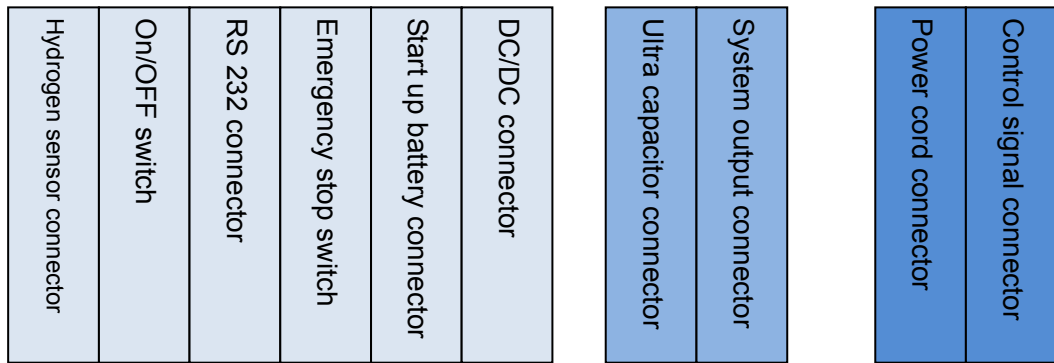 Hydrogen sensor connector
On/OFF switch
RS 232 connector
Emergency stop switch
Start up battery connector
DC/DC connector
Ultra capacitor connector
System output connector
Power cord connector
Control signal connector